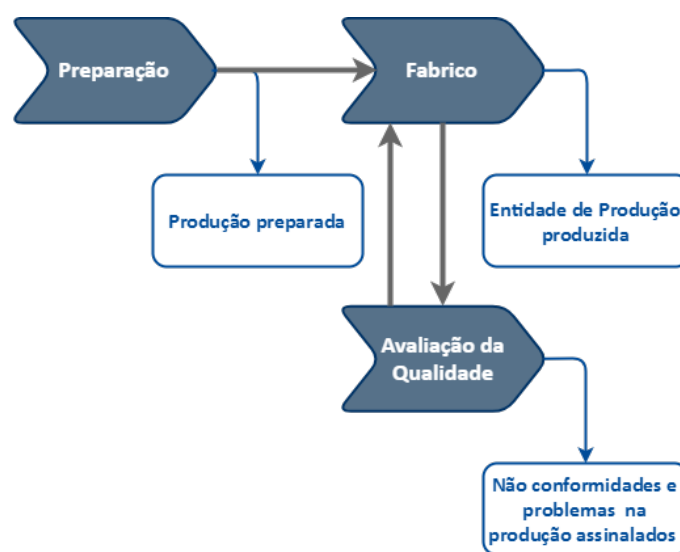 Preparação
Fabrico
Produção preparada
Entidade de Produção
produzida
Avaliação da
Qualidade
Não conformidades e
problemas na
produção assinalados